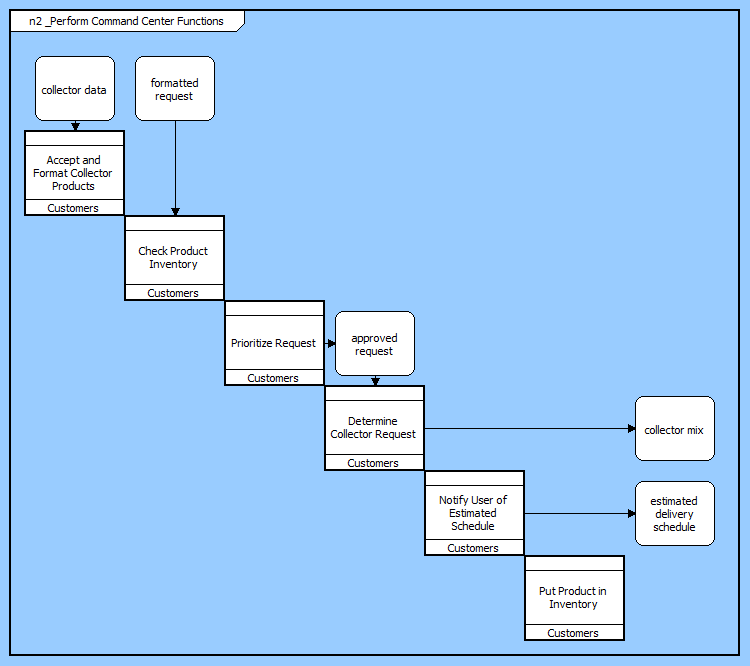 n2 _Perform Command Center Functions
collector data
formatted
request
Accept and
Format Collector
Products
Customers
Check Product
Inventory
Customers
Prioritize Request
Customers
approved
request
Determine
Collector Request
Customers
collector mix
Notify User of
Estimated
Schedule
Customers
estimated
delivery
schedule
Put Product in
Inventory
Customers